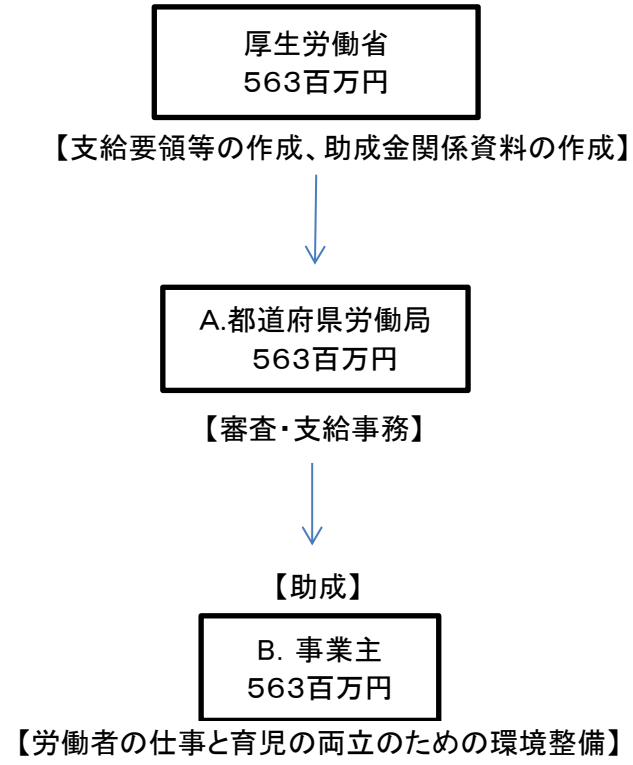 厚生労働省
563百万円
【支給要領等の作成、助成金関係資料の作成】
A.都道府県労働局
563百万円
【審査・支給事務】
【助成】
B. 事業主
563百万円
【労働者の仕事と育児の両立のための環境整備】